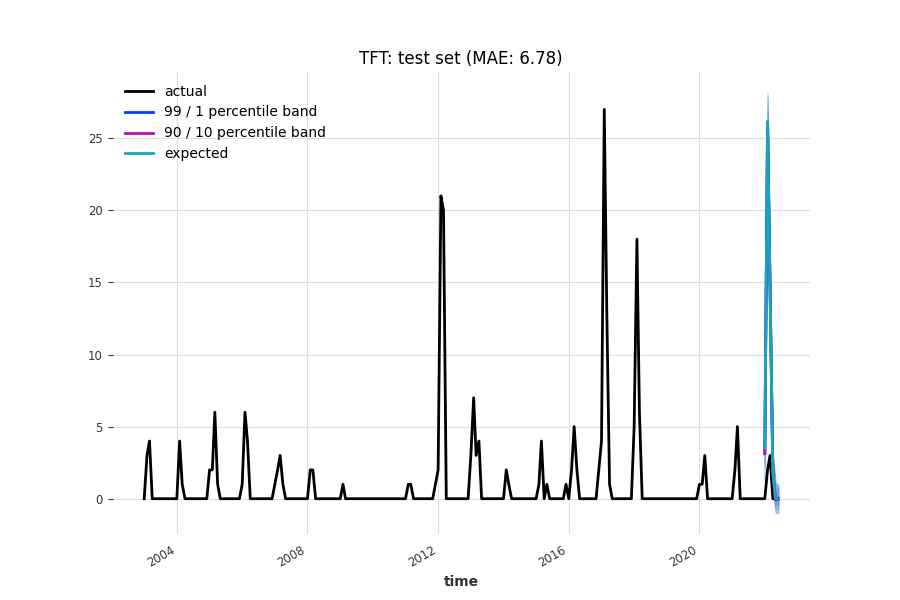 TFT: test set (MAE: 6.78)
actual
99 / 1 percentile band
90 / 10 percentile band
expected
25
20
15
10
5
0
2004
2008
2012
2016
2020
time